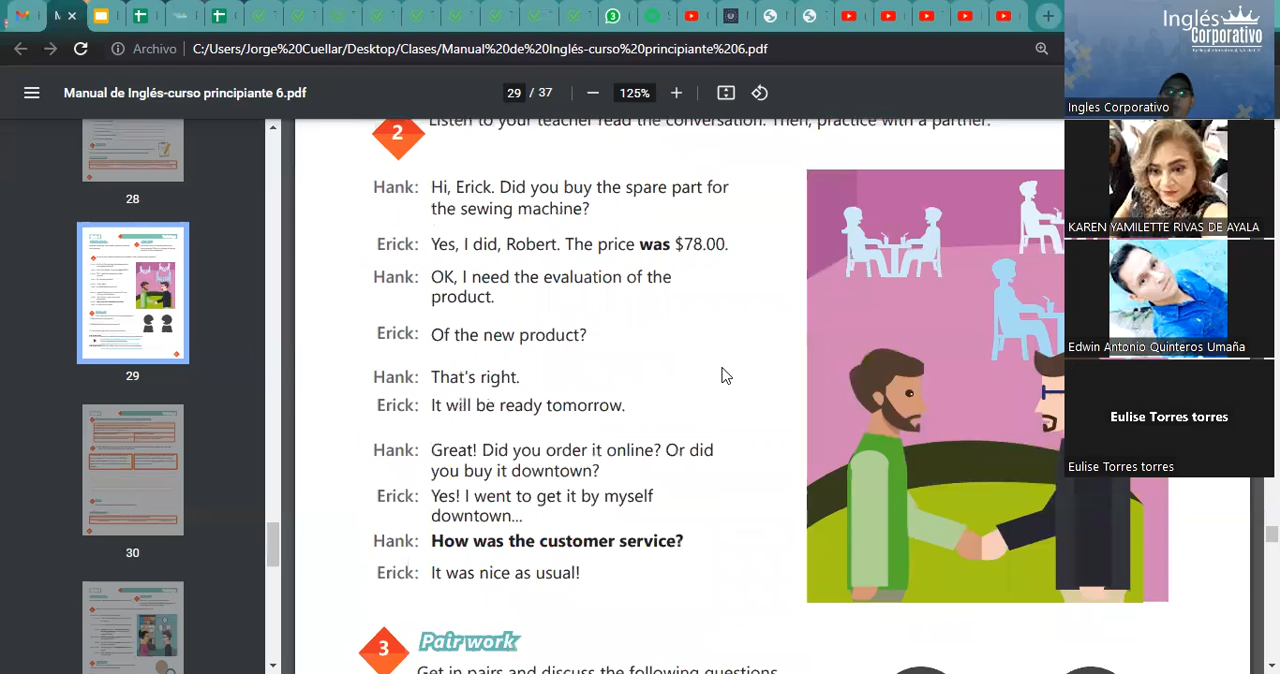 Archivo
C:/Users/Jorge%20Cuellar/Desktop/Clases/Manual%20de%20Inglés-curso%20principiante%206.pdf
Manual de Inglés-curso principiante 6.pdf
29 / 37
125%
28
29
30
2
Listen to your teacher read the conversation. Then, practice with a partner.
Hank: Hi, Erick. Did you buy the spare part for
the sewing machine?
Erick: Yes, I did, Robert. The price was $78.00.
Hank: OK, I need the evaluation of the
product.
Erick: Of the new product?
Hank: That's right.
Erick: It will be ready tomorrow.
Hank: Great! Did you order it online? Or did
you buy it downtown?
Erick: Yes! I went to get it by myself
downtown...
Hank: How was the customer service?
Erick: It was nice as usual!
3
Pair work
Get in pairs and discuss the following questions
Inglés
Corporativo
Ingles Corporativo
KAREN YAMILETTE RIVAS DE AYALA
Edwin Antonio Quinteros Umaña
Eulise Torres torres
Eulise Torres torres